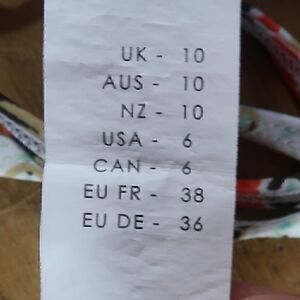 UK - 10
AUS - 10
NZ - 10
USA - 6
CAN - 6
EU FR - 38
EU DE - 36